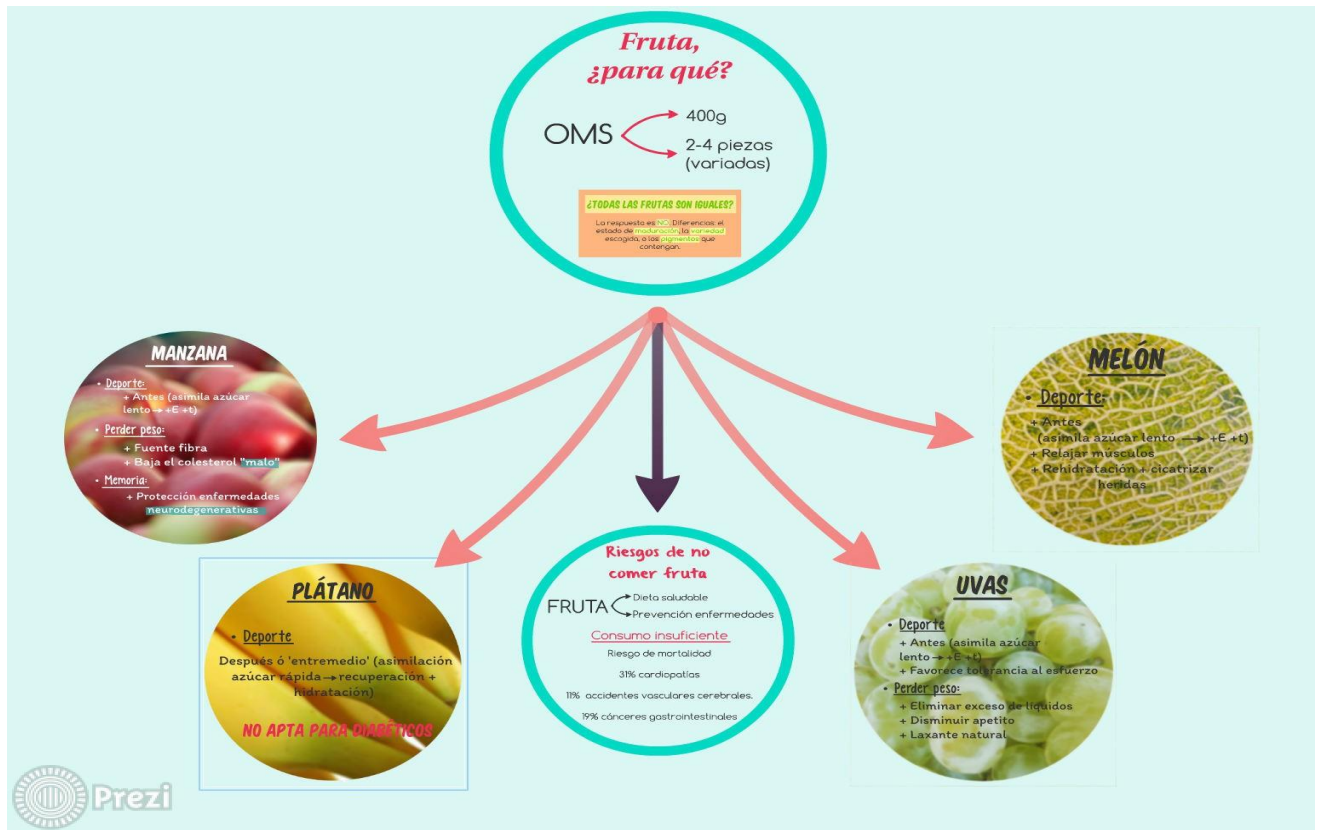 Fruta,
¿para qué?
OMS
400g
2-4 piezas
(variadas)
¿TODAS LAS FRUTAS SON IGUALES?
La respuesta es NO. Diferencias: el
estado de maduración, la variedad
escogida, o los pigmentos que
contengan.
MANZANA
• Deporte:
+ Antes (asimila azúcar
lento → +E +t)
• Perder peso:
+ Fuente fibra
+ Baja el colesterol "malo"
• Memoria:
+ Protección enfermedades
neurodegenerativas
MELÓN
• Deporte:
+ Antes
(asimila azúcar lento → +E +t)
+ Relajar músculos
+ Rehidratación + cicatrizar
heridas
PLÁTANO
• Deporte
Después ó 'entremedio' (asimilación
azúcar rápida → recuperación +
hidratación)
NO APTA PARA DIABÉTICOS
Riesgos de no
comer fruta
FRUTA
Dieta saludable
Prevención enfermedades
Consumo insuficiente
Riesgo de mortalidad
31% cardiopatías
11% accidentes vasculares cerebrales.
19% cánceres gastrointestinales
UVAS
• Deporte
+ Antes (asimila azúcar
lento → +E +t)
+ Favorece tolerancia al esfuerzo
• Perder peso:
+ Eliminar exceso de líquidos
+ Disminuir apetito
+ Laxante natural
Prezi